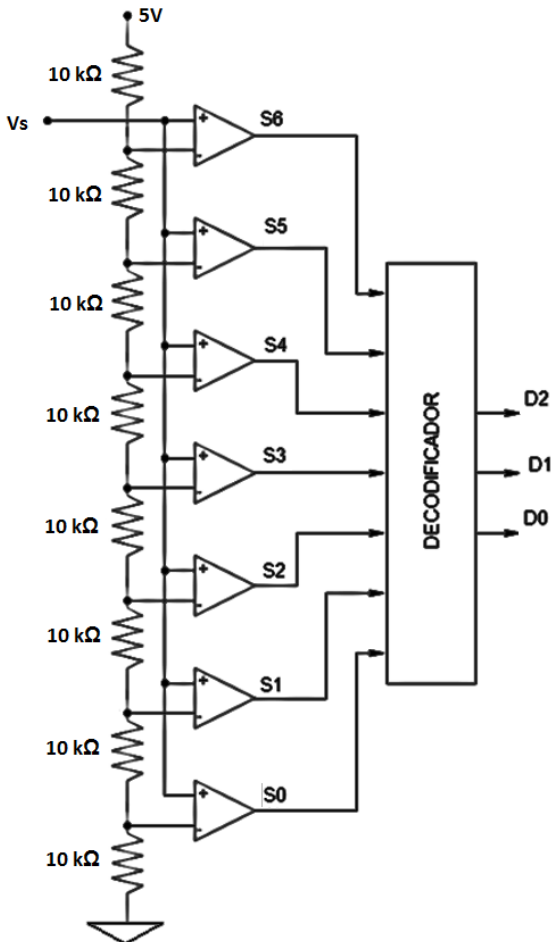 5V
10 kΩ
Vs
+
-
S6
10 kΩ
+
-
S5
10 kΩ
+
-
S4
10 kΩ
+
-
S3
10 kΩ
+
-
S2
10 kΩ
+
-
S1
10 kΩ
+
-
S0
10 kΩ
DECODIFICADOR
D2
D1
D0